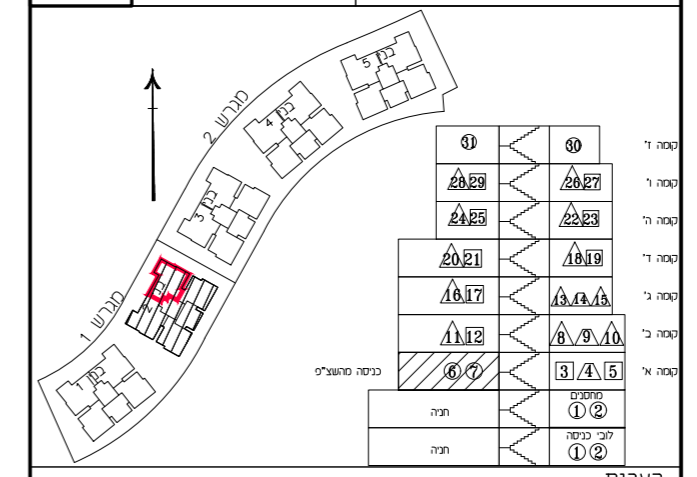 מגרש 2
בנין 5
בנין 4
בנין 3
מגרש 1
2
1
31 30 קומה ז'
28 29 26 27 קומה ו'
24 25 22 23 קומה ה'
20 21 18 19 קומה ד'
16 17 13 14 15 קומה ג'
11 12 8 9 10 קומה ב'
כניסה מהשצ"פ 6 7 3 4 5 קומה א'
חניה
מחסנים
1 2
חניה
לובי כניסה
1 2